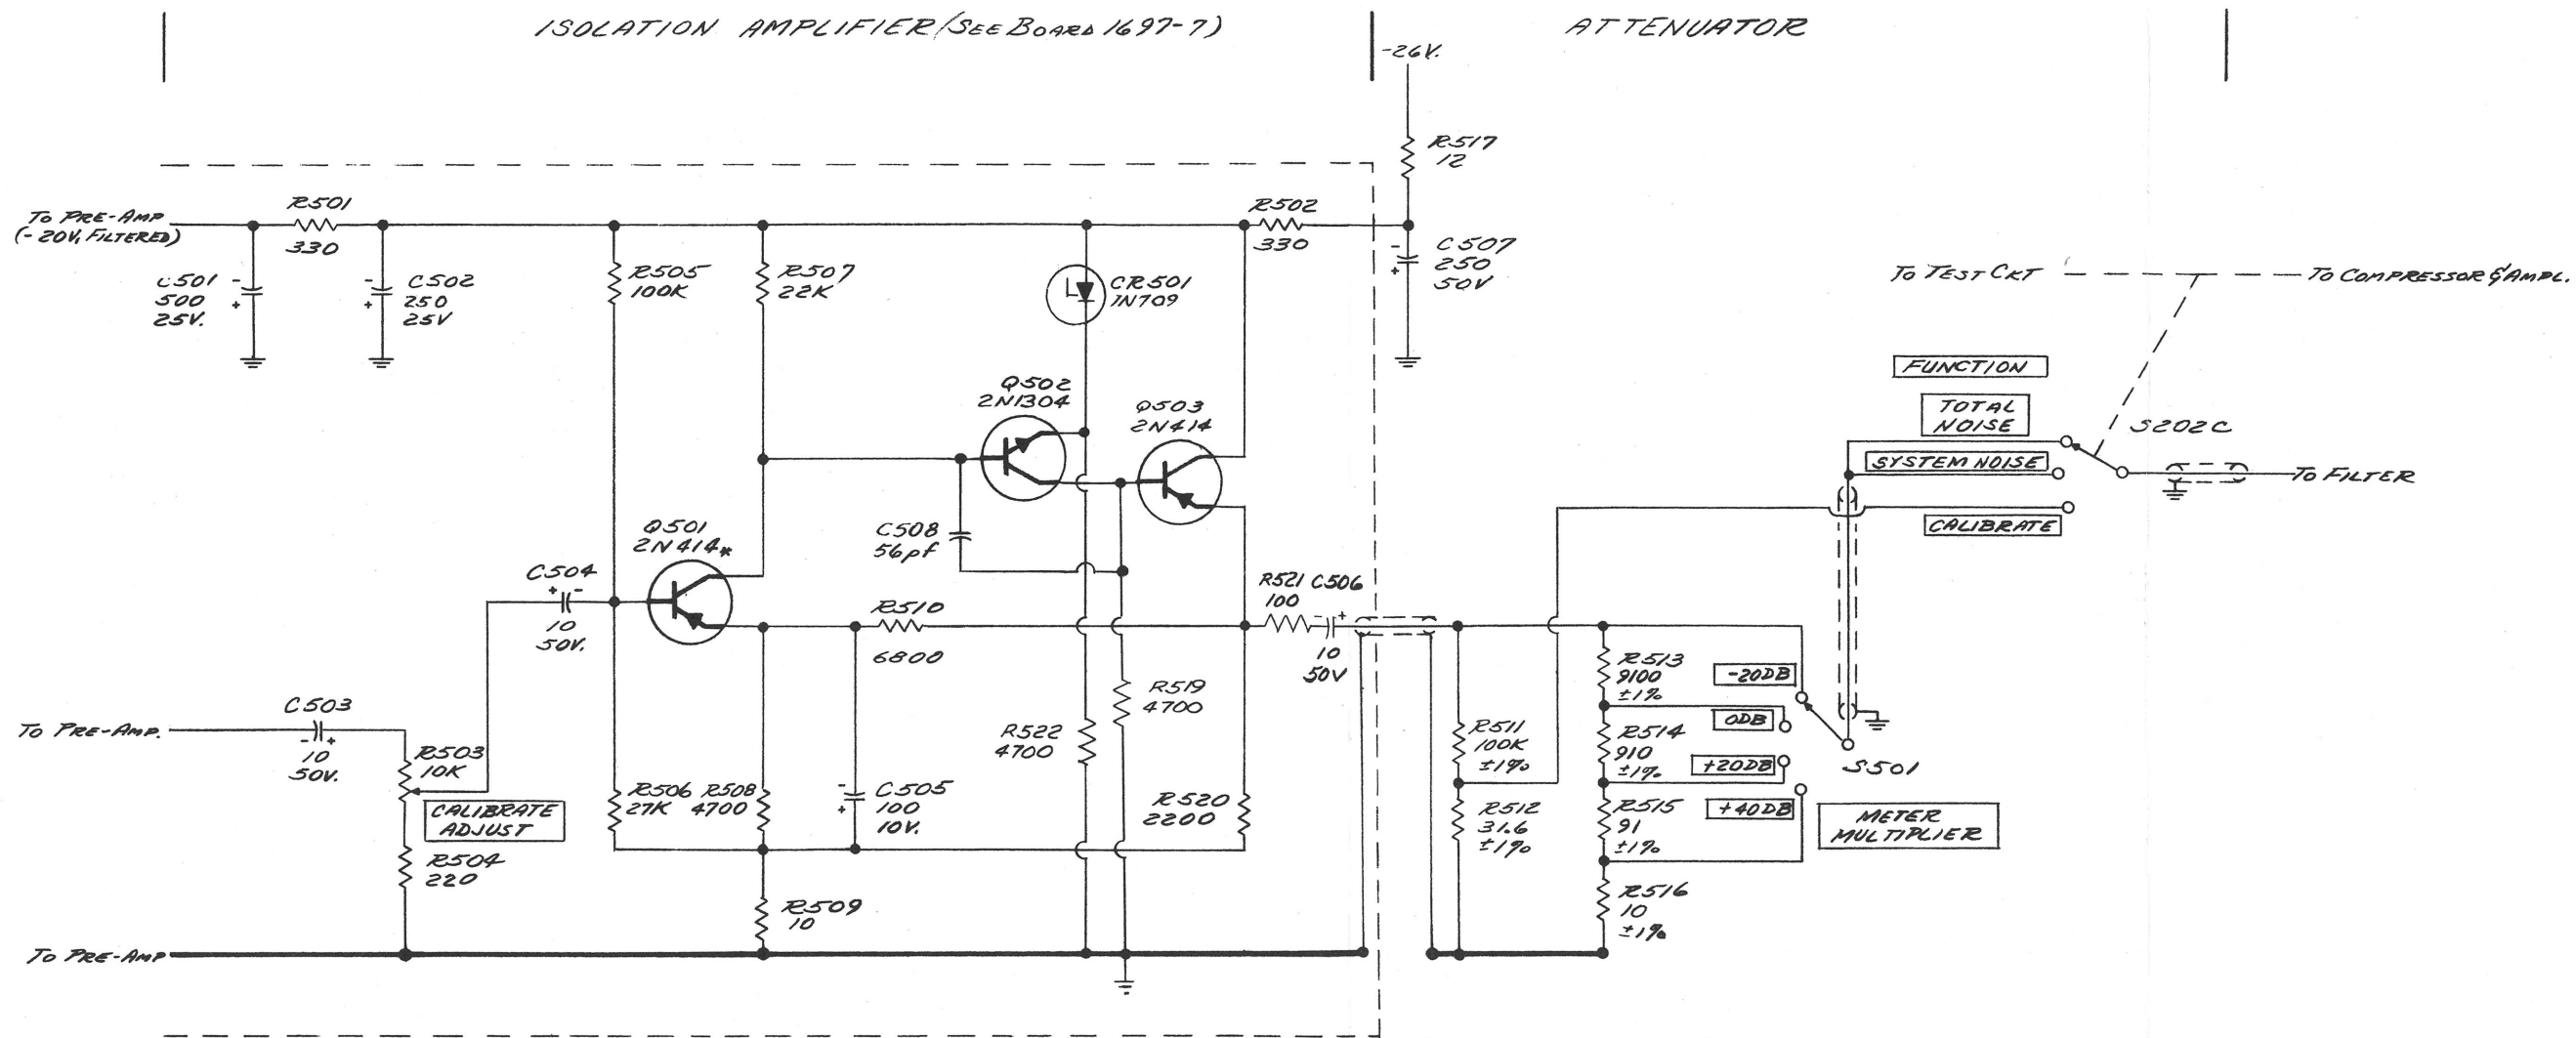 ISOLATION AMPLIFIER (SEE BOARD 1697-7)
ATTENUATOR
-26V.
R517
12
TO PRE-AMP
(-20V, FILTERED)
R501
330
R502
330
C501
500
25V.
C502
250
25V
R505
100K
R507
22K
CR501
1N709
C507
250
50V
TO TEST CKT
TO COMPRESSOR & AMPL.
FUNCTION
TOTAL
NOISE
SYSTEM NOISE
CALIBRATE
S202C
TO FILTER
Q502
2N1304
Q503
2N414
Q501
2N414*
C508
56pf
C504
10
50V.
R510
6800
R521
100
C506
10
50V
C503
10
50V.
TO PRE-AMP.
R503
10K
CALIBRATE
ADJUST
R504
220
R506
27K
R508
4700
C505
100
10V.
R522
4700
R519
4700
R520
2200
R509
10
R511
100K
±1%
R512
31.6
±1%
R513
9100
±1%
R514
910
±1%
R515
91
±1%
R516
10
±1%
-20DB
0DB
+20DB
+40DB
S501
METER
MULTIPLIER
TO PRE-AMP